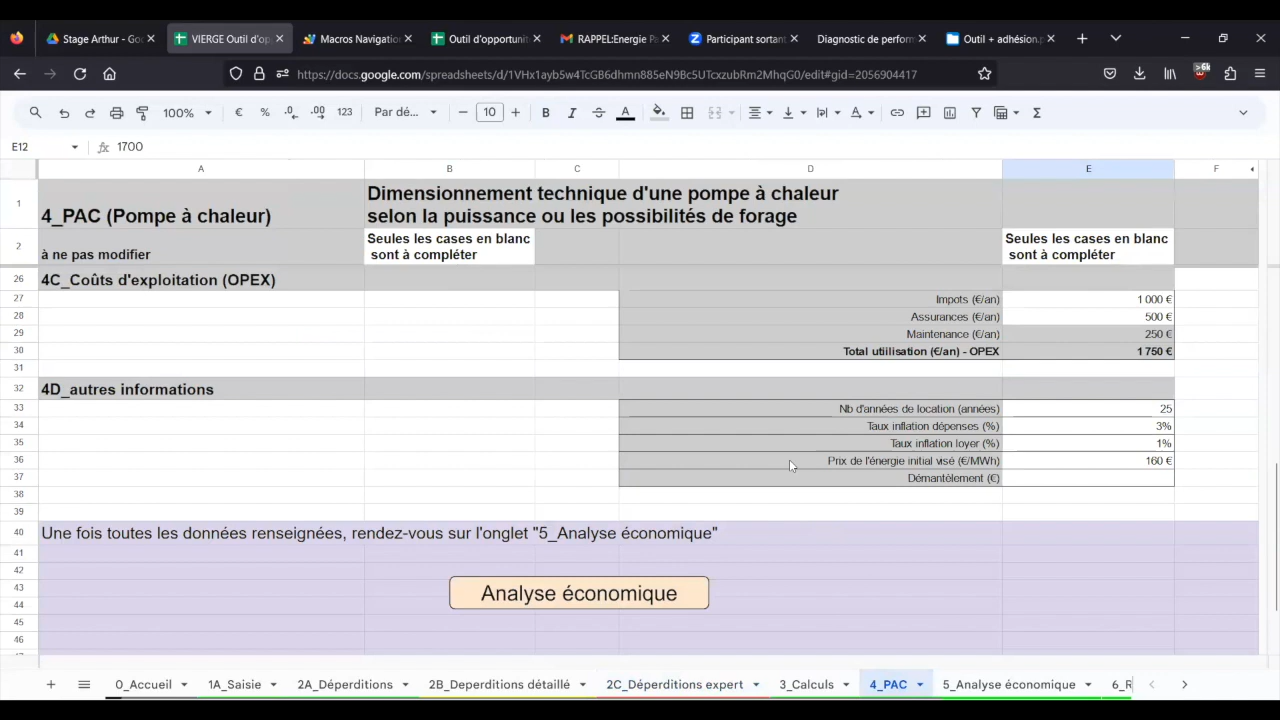 Stage Arthur - Goo
VIERGE Outil d'op
Macros Navigation
Outil d'opportunit
RAPPEL:Energie Pa
Participant sortant
Diagnostic de perform
Outil + adhésion.p
https://docs.google.com/spreadsheets/d/1VHx1ayb5w4TcGB6dhmn885eN9Bc5UTcxzubRm2MhqG0/edit#gid=2056904417
>6k
100%
€
%
.0
.00
123
Par dé...
10
B
I
S
A
Σ
E12
fx
1700
A
B
C
D
E
F
1
4_PAC (Pompe à chaleur)
Dimensionnement technique d'une pompe à chaleur
selon la puissance ou les possibilités de forage
2
à ne pas modifier
Seules les cases en blanc
sont à compléter
Seules les cases en blanc
sont à compléter
26 4C_Coûts d'exploitation (OPEX)
27 Impots (€/an) 1 000 €
28 Assurances (€/an) 500 €
29 Maintenance (€/an) 250 €
30 Total utiilisation (€/an) - OPEX 1 750 €
31
32 4D_autres informations
33 Nb d'années de location (années) 25
34 Taux inflation dépenses (%) 3%
35 Taux inflation loyer (%) 1%
36 Prix de l'énergie initial visé (€/MWh) 160 €
37 Démantèlement (€)
38
39
40 Une fois toutes les données renseignées, rendez-vous sur l'onglet "5_Analyse économique"
41
42
43
Analyse économique
44
45
46
0_Accueil
1A_Saisie
2A_Déperditions
2B_Deperditions détaillé
2C_Déperditions expert
3_Calculs
4_PAC
5_Analyse économique
6_R